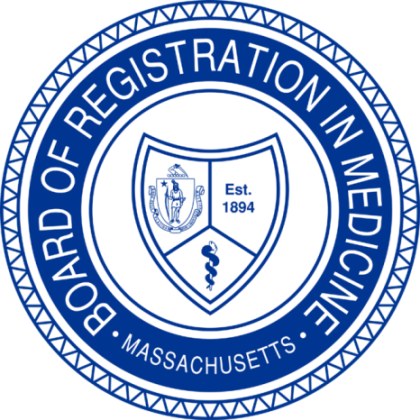 BOARD OF REGISTRATION IN MEDICINE
Est.
1894
· MASSACHUSETTS ·